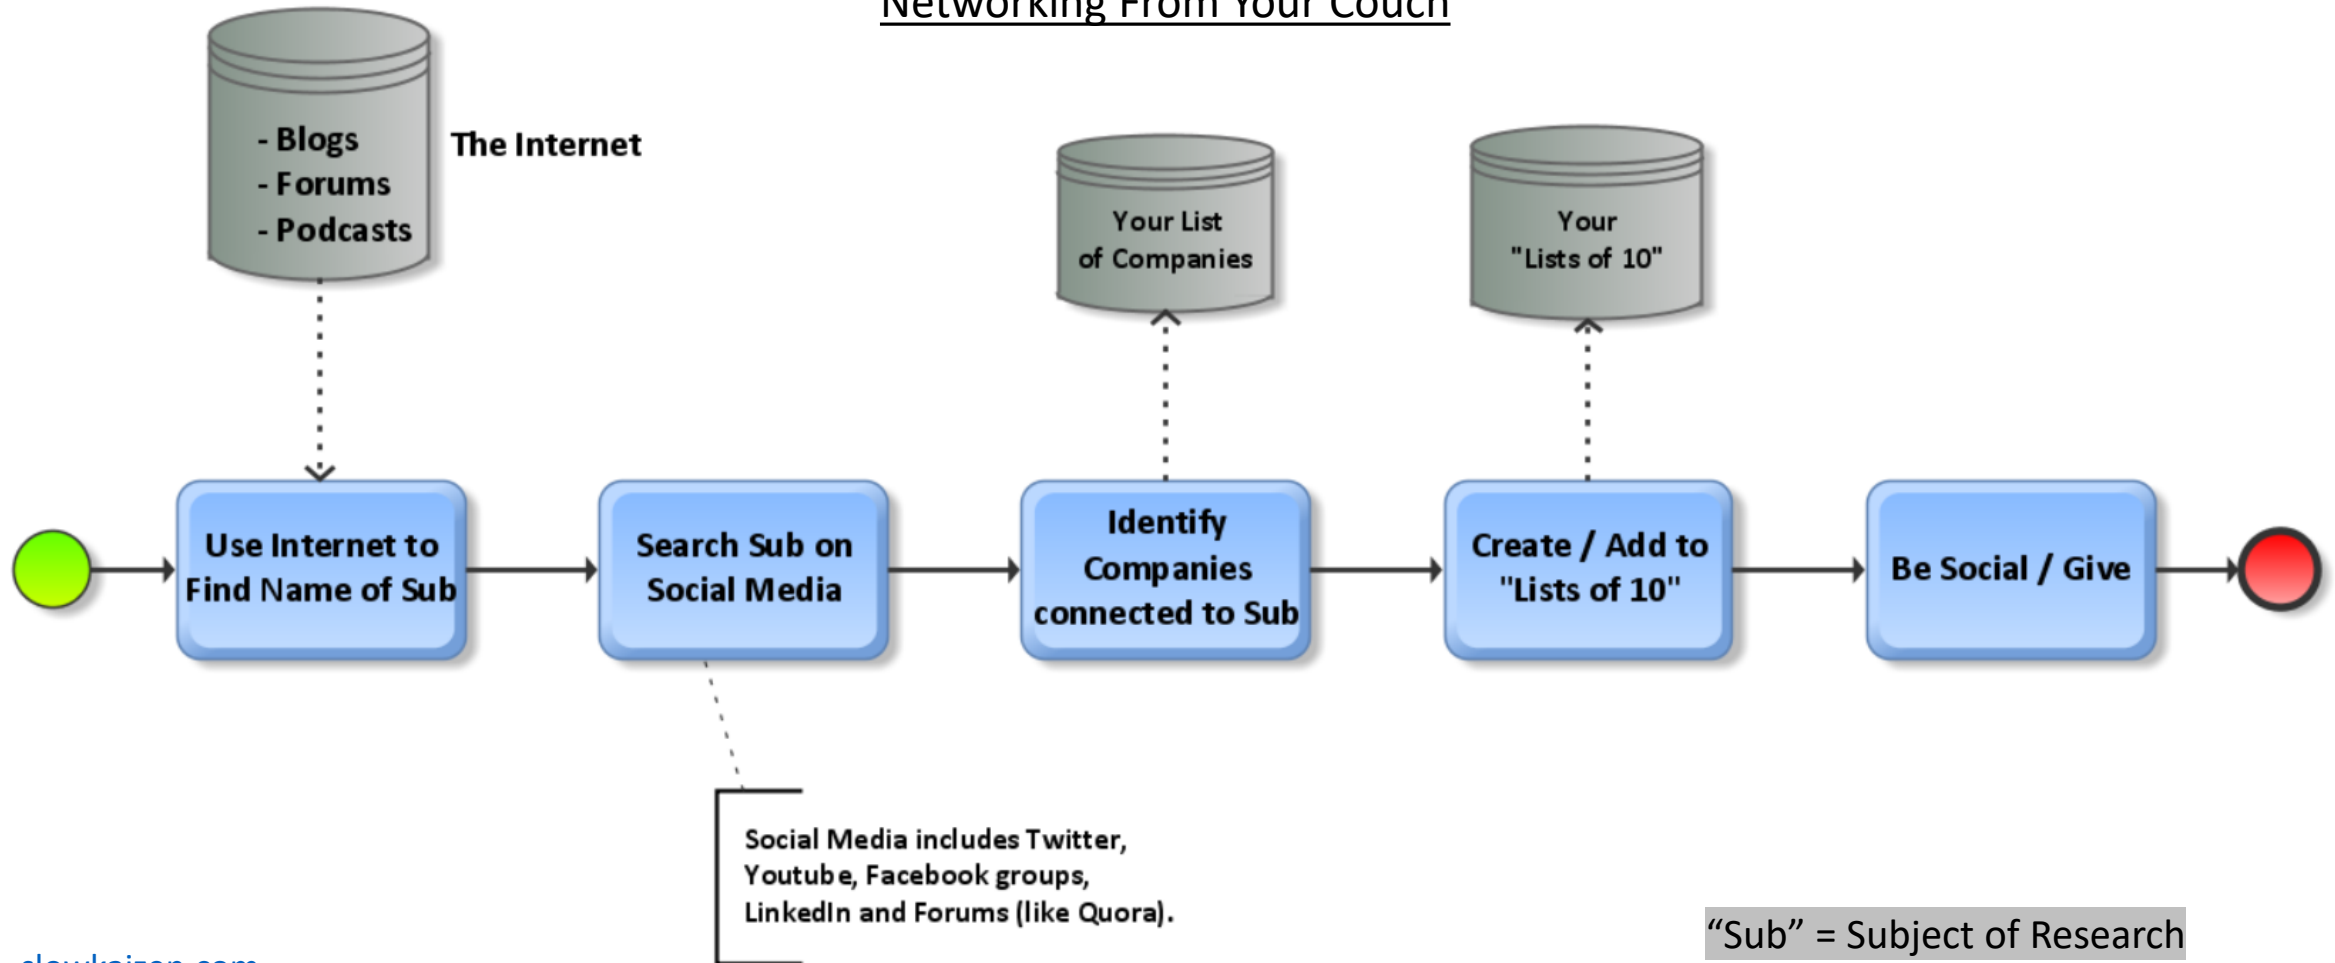 Networking From Your Couch
- Blogs
- Forums
- Podcasts
The Internet
Your List
of Companies
Your
"Lists of 10"
Use Internet to
Find Name of Sub
Search Sub on
Social Media
Identify
Companies
connected to Sub
Create / Add to
"Lists of 10"
Be Social / Give
Social Media includes Twitter,
Youtube, Facebook groups,
LinkedIn and Forums (like Quora).
“Sub” = Subject of Research
slowkaizen.com